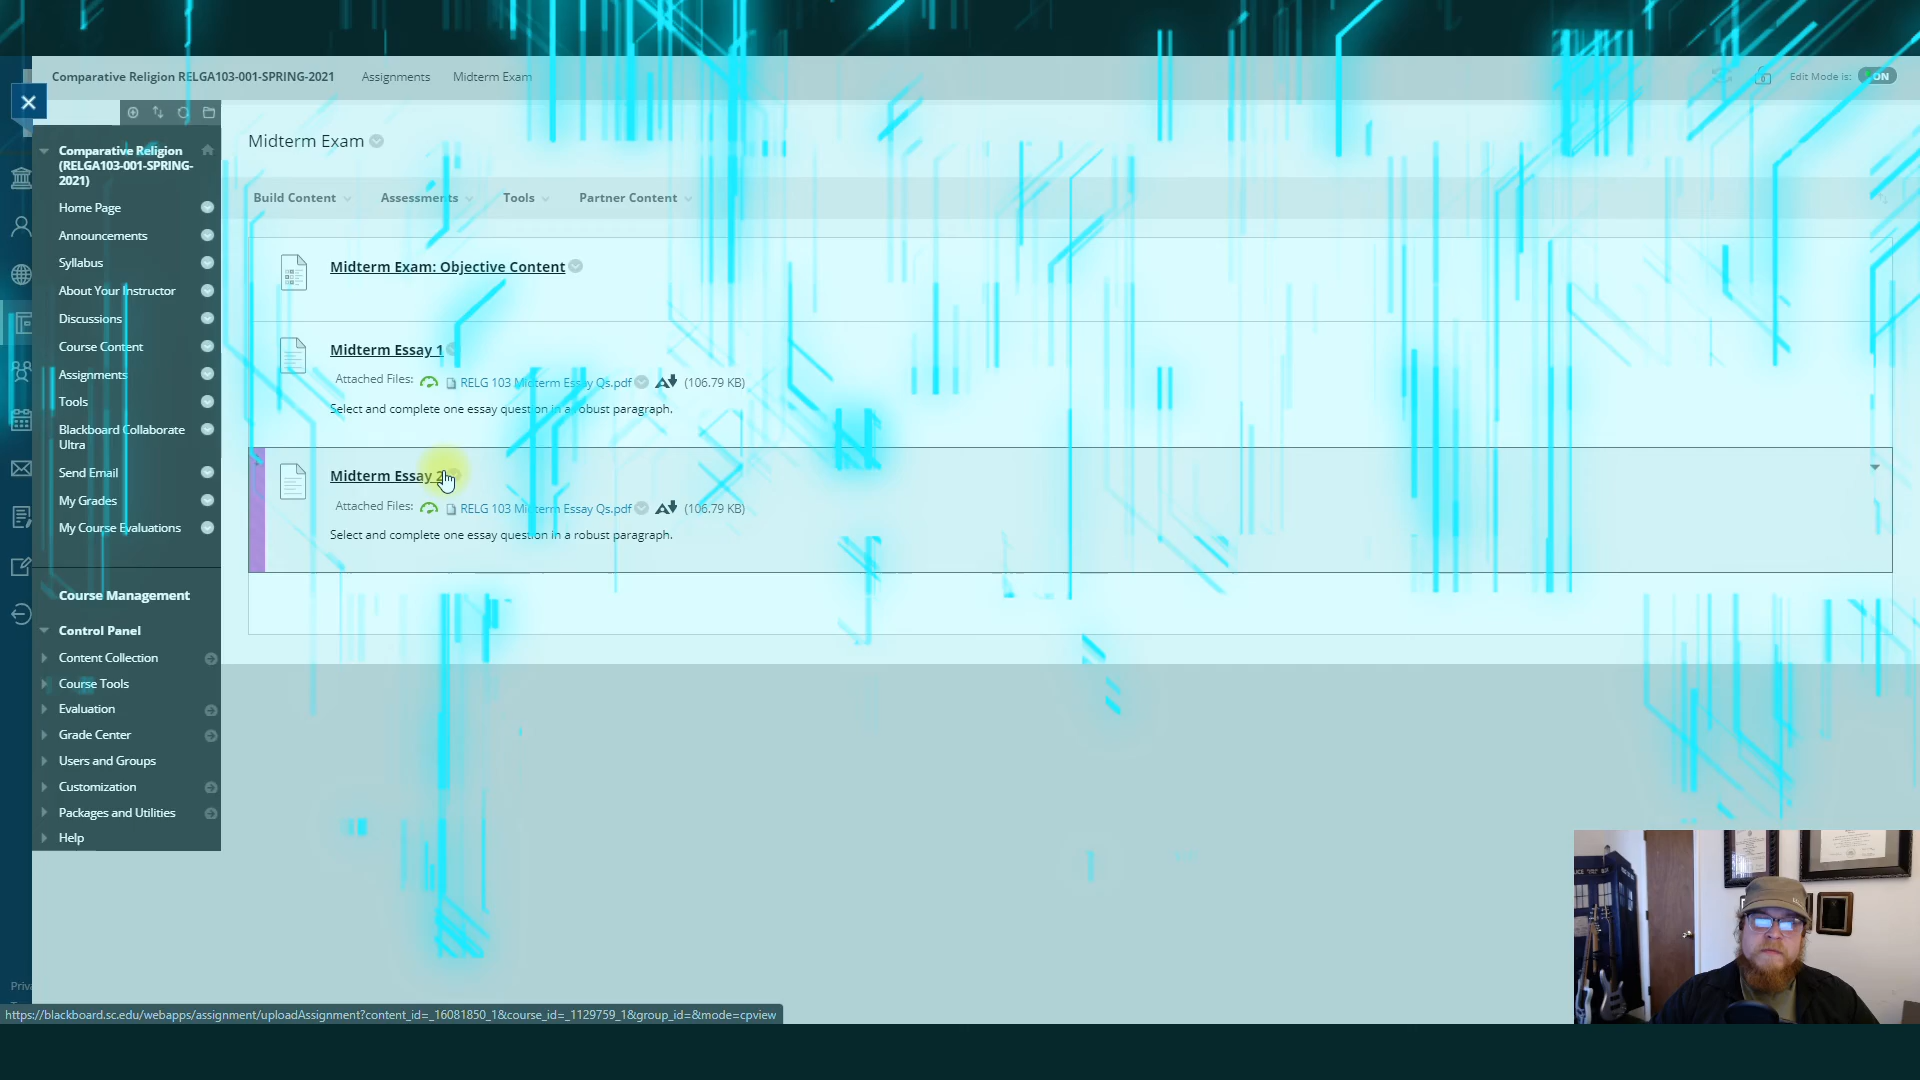 Comparative Religion RELGA103-001-SPRING-2021 Assignments Midterm Exam
Edit Mode is: ON
Comparative Religion
(RELGA103-001-SPRING-
2021)
Home Page
Announcements
Syllabus
About Your Instructor
Discussions
Course Content
Assignments
Tools
Blackboard Collaborate
Ultra
Send Email
My Grades
My Course Evaluations
Course Management
Control Panel
Content Collection
Course Tools
Evaluation
Grade Center
Users and Groups
Customization
Packages and Utilities
Help
Midterm Exam
Build Content Assessments Tools Partner Content
Midterm Exam: Objective Content
Midterm Essay 1
Attached Files: RELG 103 Midterm Essay Qs.pdf (106.79 KB)
Select and complete one essay question in a robust paragraph.
Midterm Essay 2
Attached Files: RELG 103 Midterm Essay Qs.pdf (106.79 KB)
Select and complete one essay question in a robust paragraph.
https://blackboard.sc.edu/webapps/assignment/uploadAssignment?content_id=_16081850_1&course_id=_1129759_1&group_id=&mode=cpview